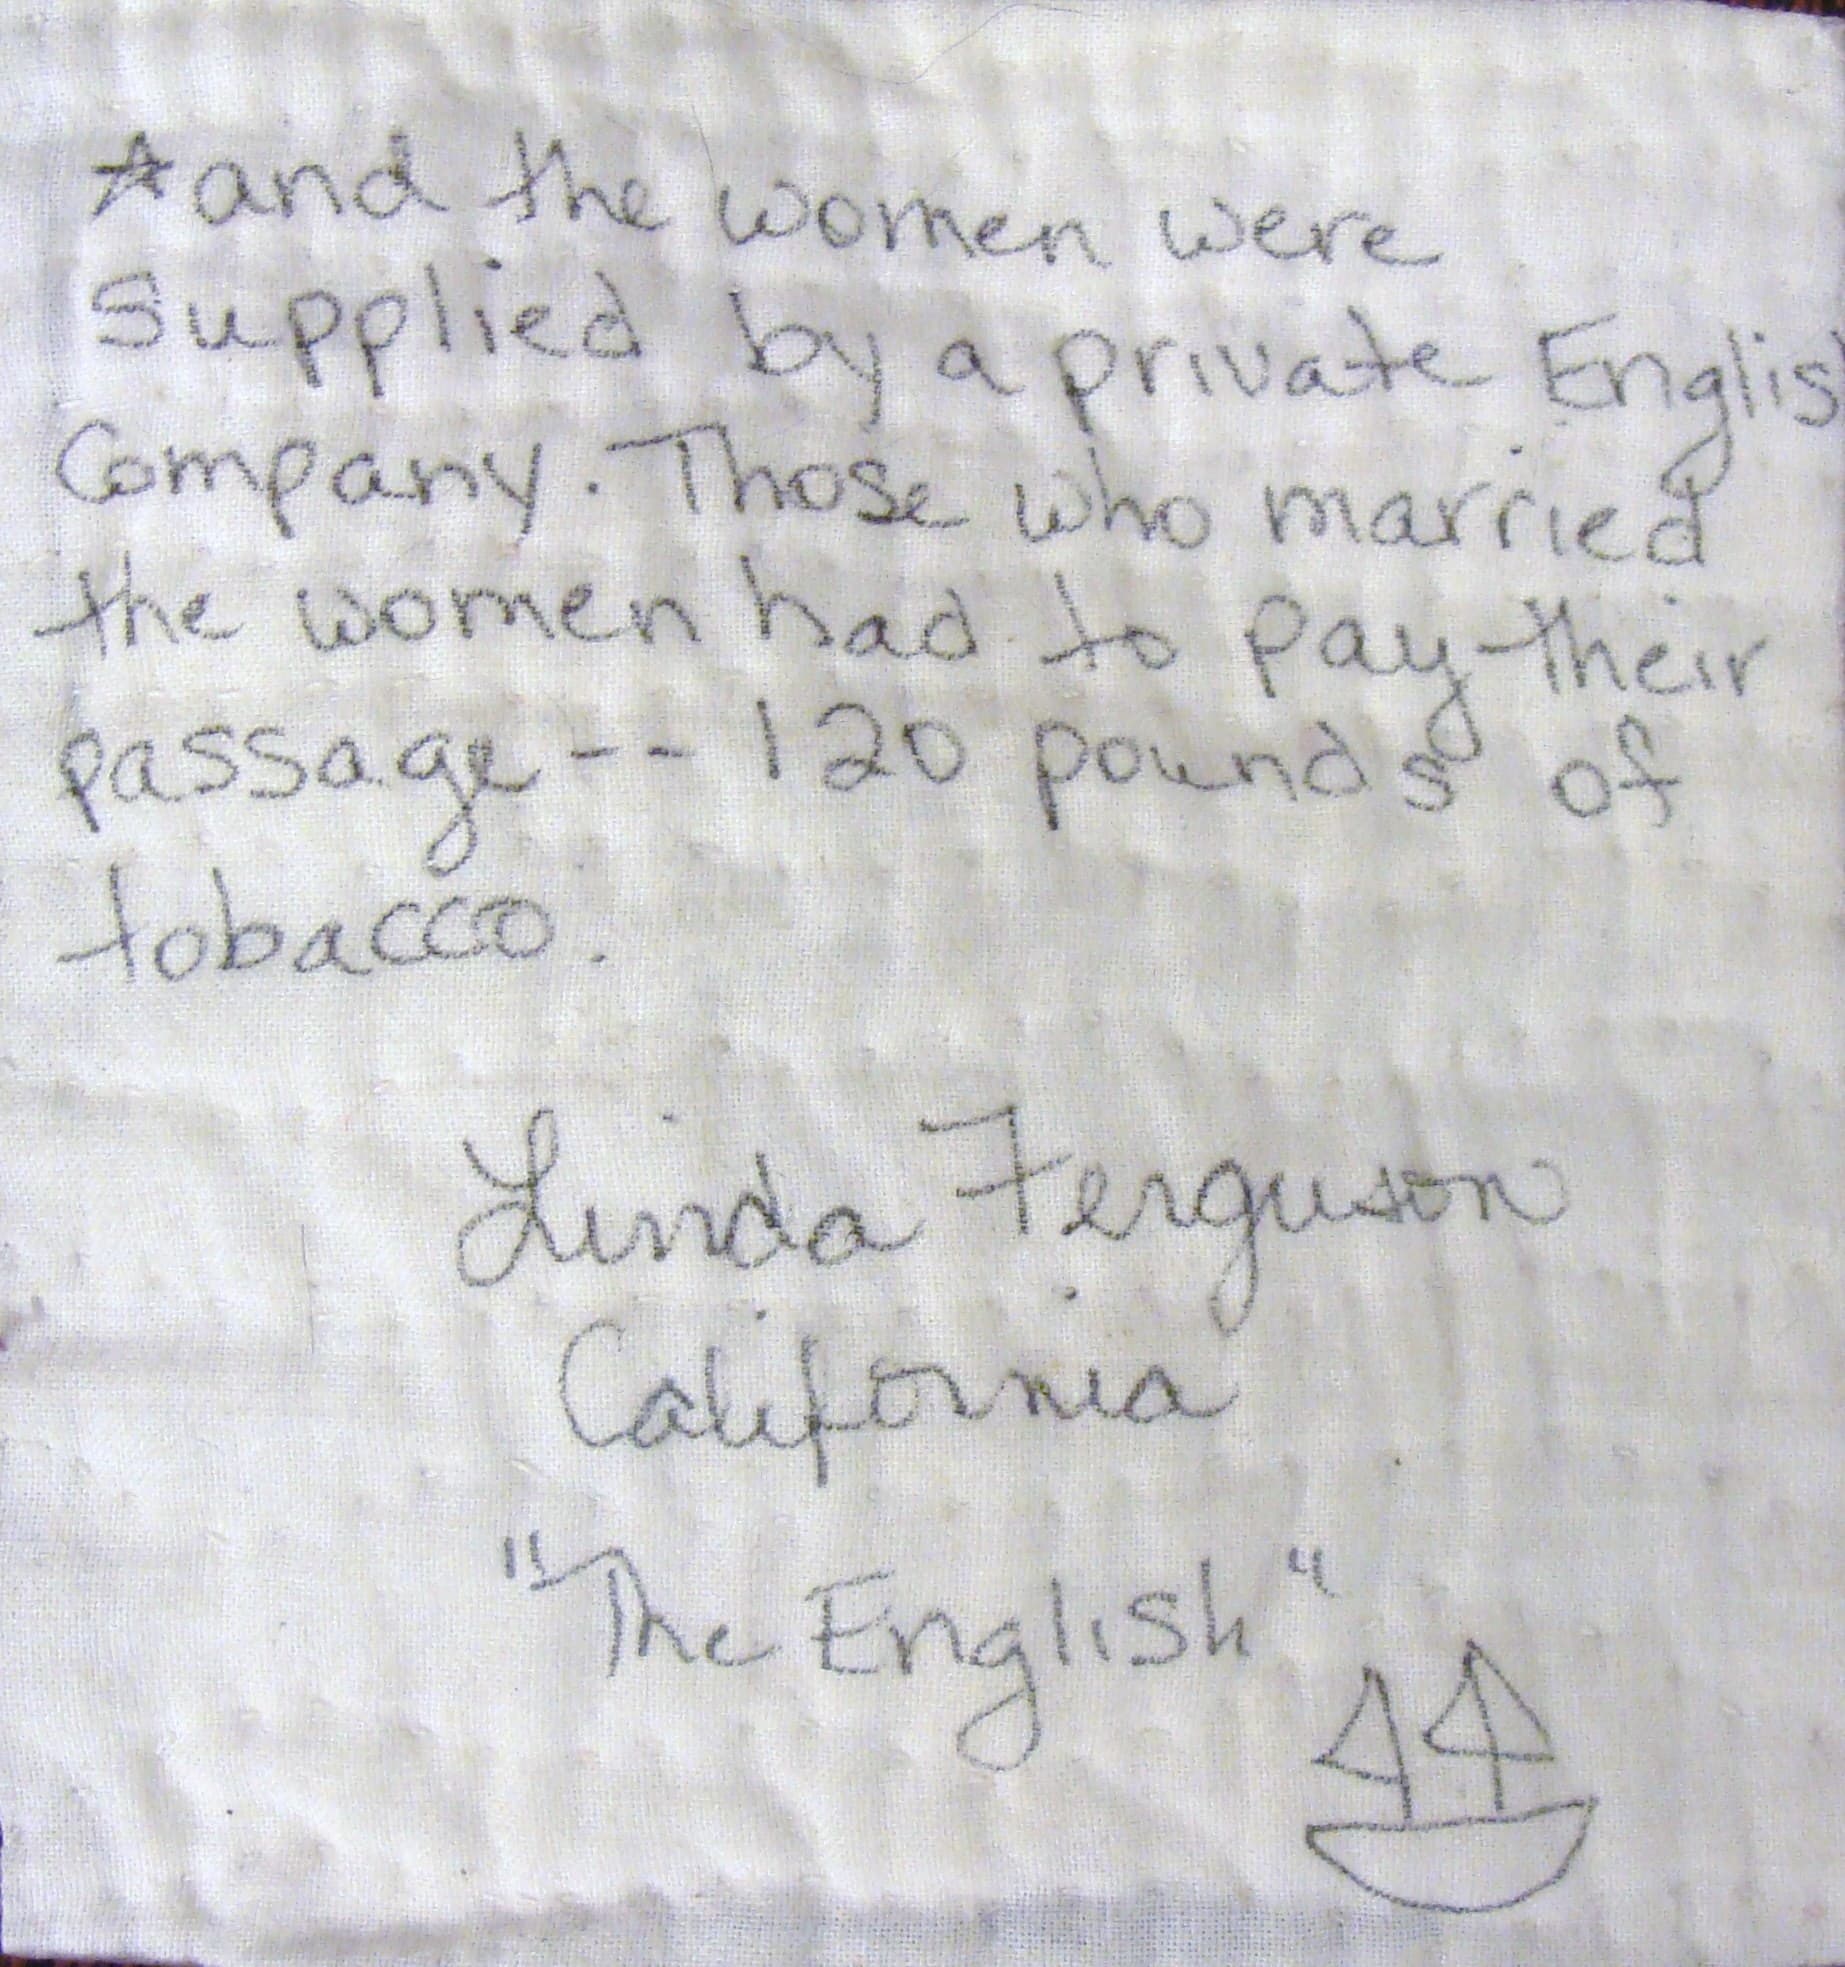 ☆and the women were
Supplied by a private Englis
Company. Those who married
the women had to pay their
passage -- 120 pounds of
tobacco.
Linda Ferguson
California
"The English"